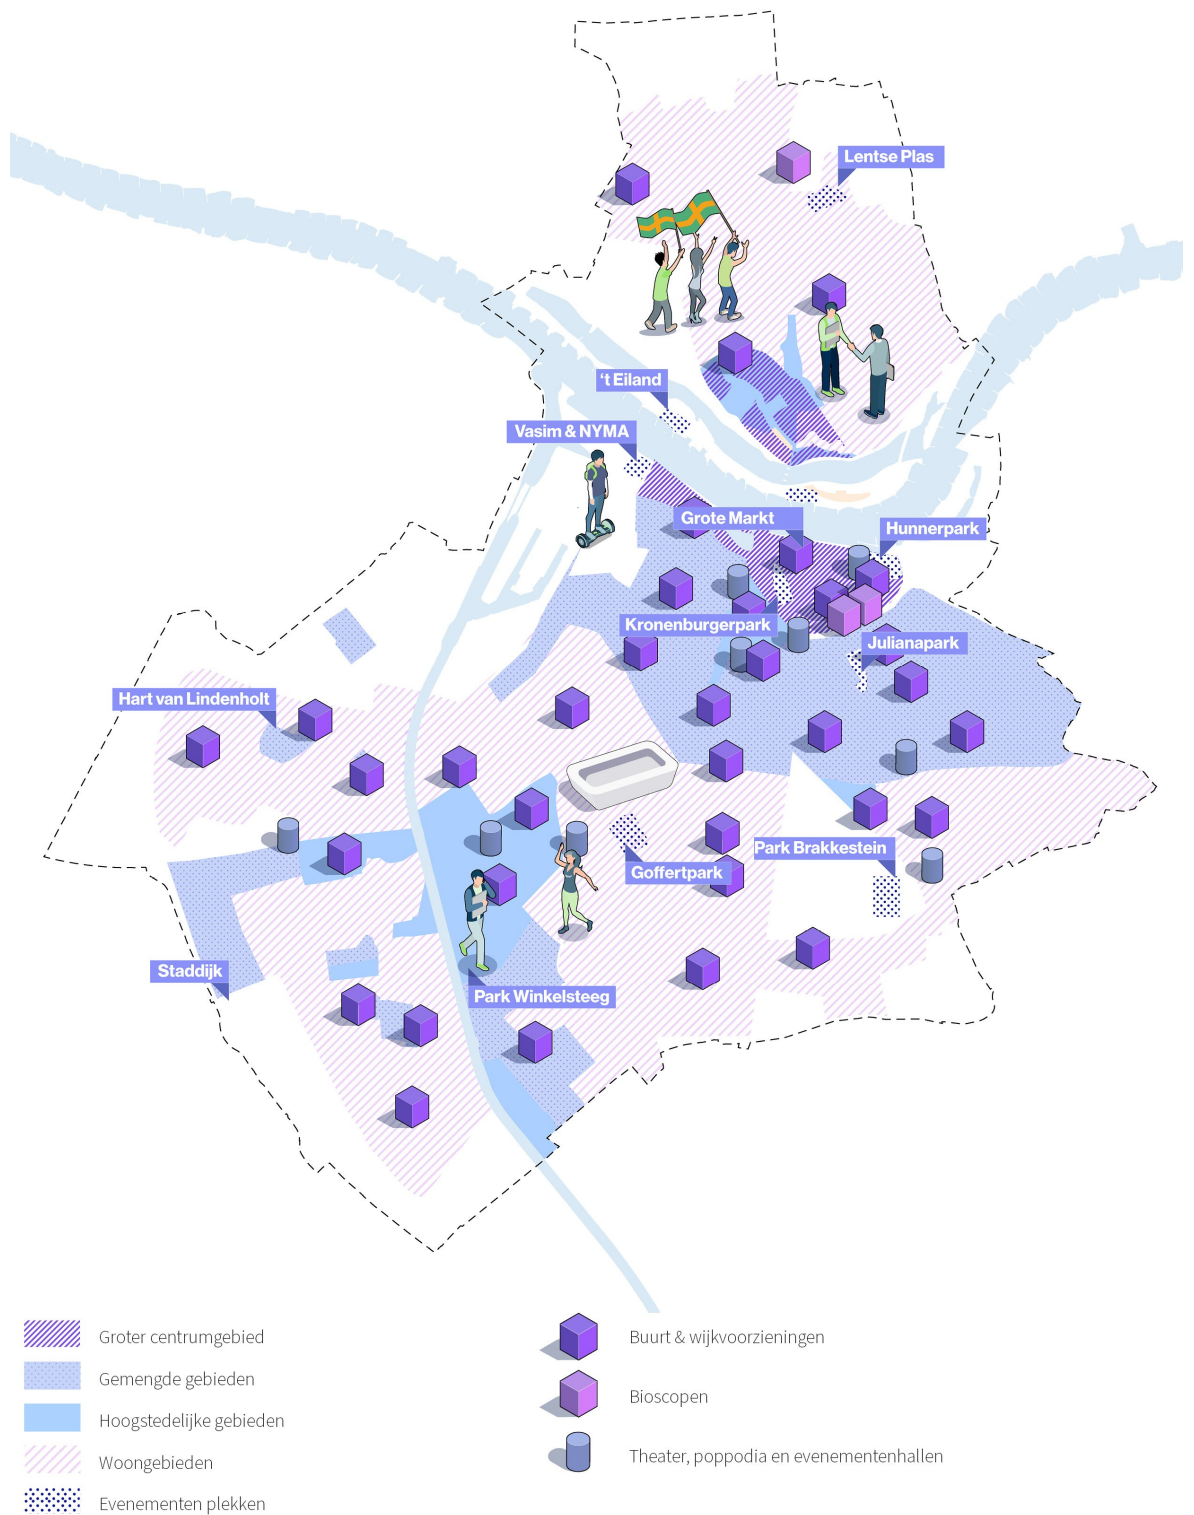 Lentse Plas
‘t Eiland
Vasim & NYMA
Grote Markt
Hunnerpark
Kronenburgerpark
Julianapark
Hart van Lindenholt
Park Brakkestein
Goffertpark
Staddijk
Park Winkelsteeg
Groter centrumgebied
Gemengde gebieden
Hoogstedelijke gebieden
Woongebieden
Evenementen plekken
Buurt & wijkvoorzieningen
Bioscopen
Theater, poppodia en evenementenhallen